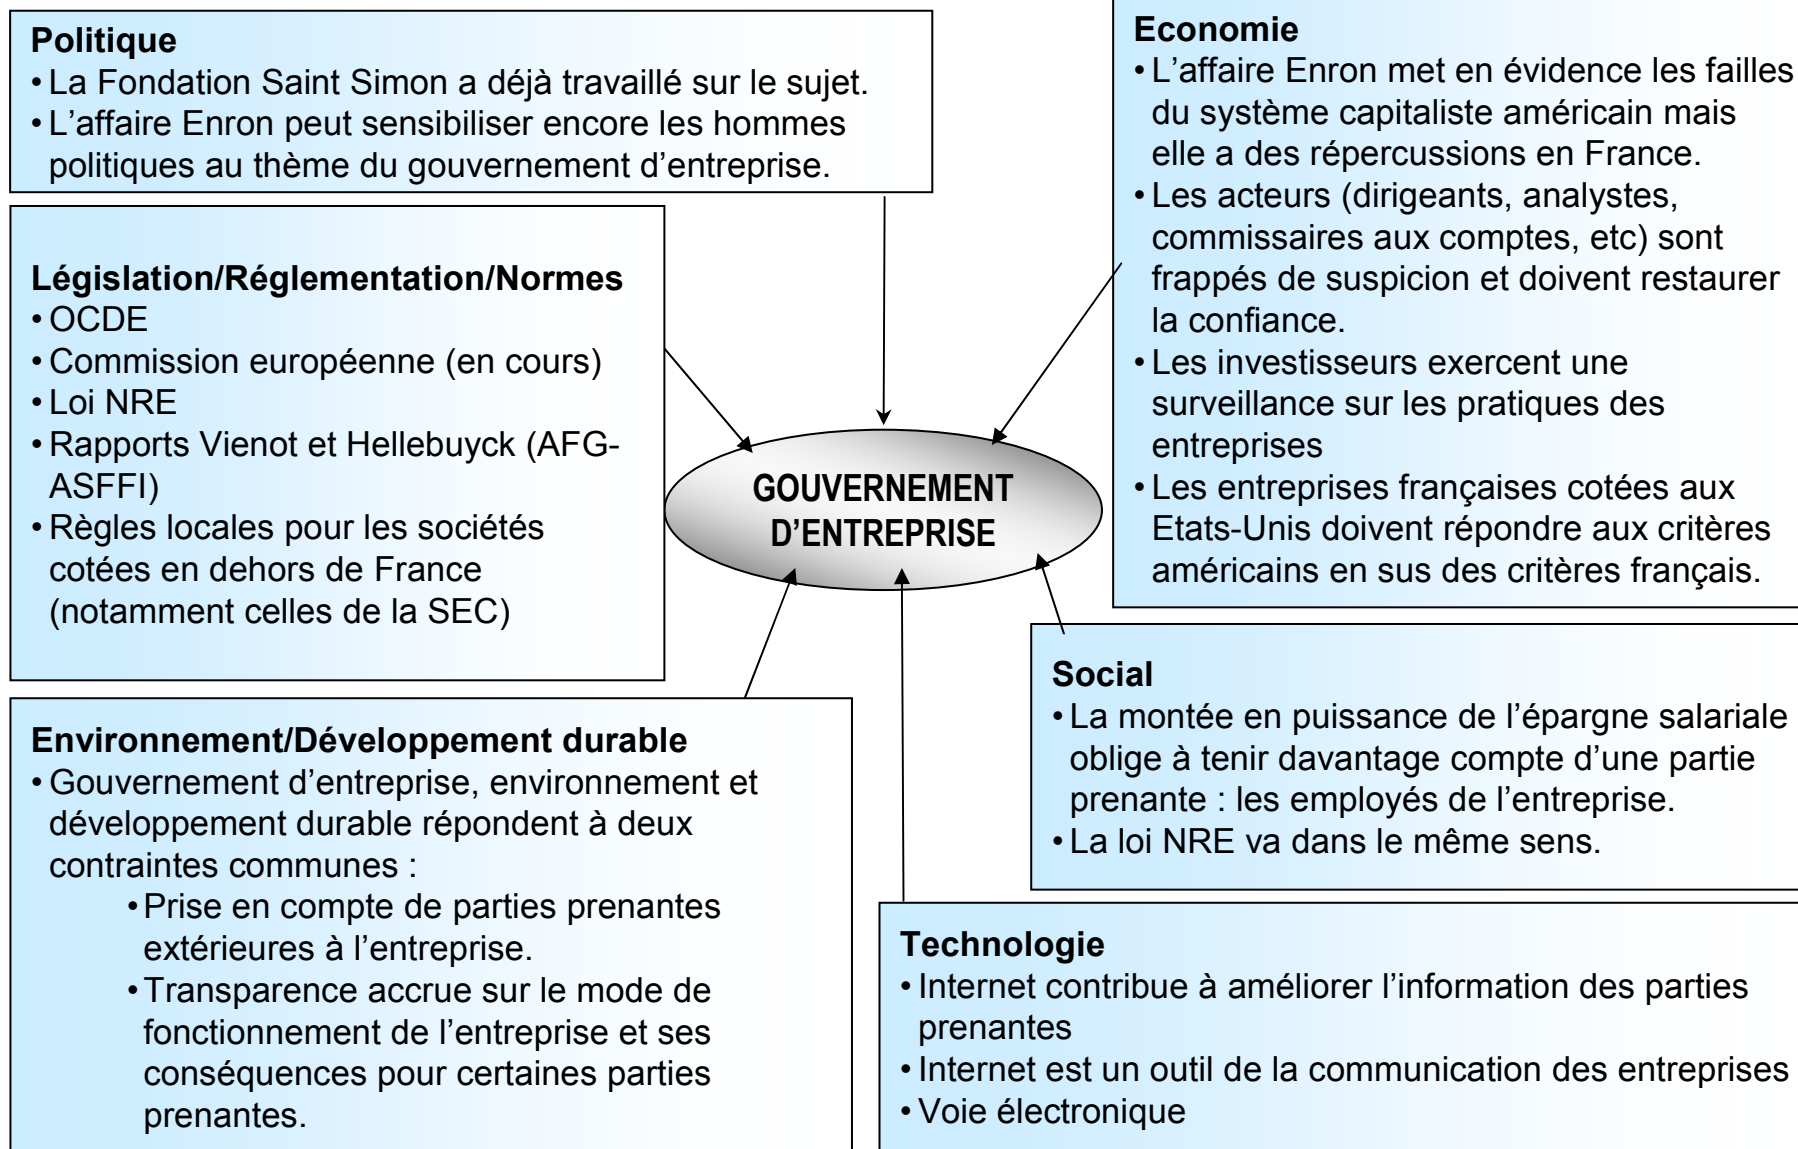 Politique
• La Fondation Saint Simon a déjà travaillé sur le sujet.
• L’affaire Enron peut sensibiliser encore les hommes
politiques au thème du gouvernement d’entreprise.
Législation/Réglementation/Normes
• OCDE
• Commission européenne (en cours)
• Loi NRE
• Rapports Vienot et Hellebuyck (AFG-
ASFFI)
• Règles locales pour les sociétés
cotées en dehors de France
(notamment celles de la SEC)
Environnement/Développement durable
• Gouvernement d’entreprise, environnement et
développement durable répondent à deux
contraintes communes :
• Prise en compte de parties prenantes
extérieures à l’entreprise.
• Transparence accrue sur le mode de
fonctionnement de l’entreprise et ses
conséquences pour certaines parties
prenantes.
GOUVERNEMENT
D’ENTREPRISE
Economie
• L’affaire Enron met en évidence les failles
du système capitaliste américain mais
elle a des répercussions en France.
• Les acteurs (dirigeants, analystes,
commissaires aux comptes, etc) sont
frappés de suspicion et doivent restaurer
la confiance.
• Les investisseurs exercent une
surveillance sur les pratiques des
entreprises
• Les entreprises françaises cotées aux
Etats-Unis doivent répondre aux critères
américains en sus des critères français.
Social
• La montée en puissance de l’épargne salariale
oblige à tenir davantage compte d’une partie
prenante : les employés de l’entreprise.
• La loi NRE va dans le même sens.
Technologie
• Internet contribue à améliorer l’information des parties
prenantes
• Internet est un outil de la communication des entreprises
• Voie électronique